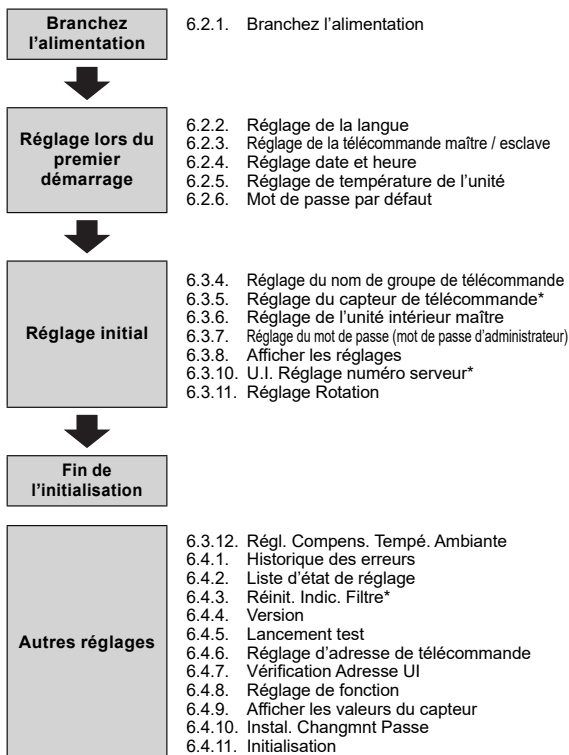 Branchez
l’alimentation
6.2.1. Branchez l’alimentation
Réglage lors du
premier
démarrage
6.2.2. Réglage de la langue
6.2.3. Réglage de la télécommande maître / esclave
6.2.4. Réglage date et heure
6.2.5. Réglage de température de l’unité
6.2.6. Mot de passe par défaut
Réglage initial
6.3.4. Réglage du nom de groupe de télécommande
6.3.5. Réglage du capteur de télécommande*
6.3.6. Réglage de l’unité intérieur maître
6.3.7. Réglage du mot de passe (mot de passe d’administrateur)
6.3.8. Afficher les réglages
6.3.10. U.I. Réglage numéro serveur*
6.3.11. Réglage Rotation
Fin de
l’initialisation
Autres réglages
6.3.12. Régl. Compens. Tempé. Ambiante
6.4.1. Historique des erreurs
6.4.2. Liste d’état de réglage
6.4.3. Réinit. Indic. Filtre*
6.4.4. Version
6.4.5. Lancement test
6.4.6. Réglage d’adresse de télécommande
6.4.7. Vérification Adresse UI
6.4.8. Réglage de fonction
6.4.9. Afficher les valeurs du capteur
6.4.10. Instal. Changmnt Passe
6.4.11. Initialisation